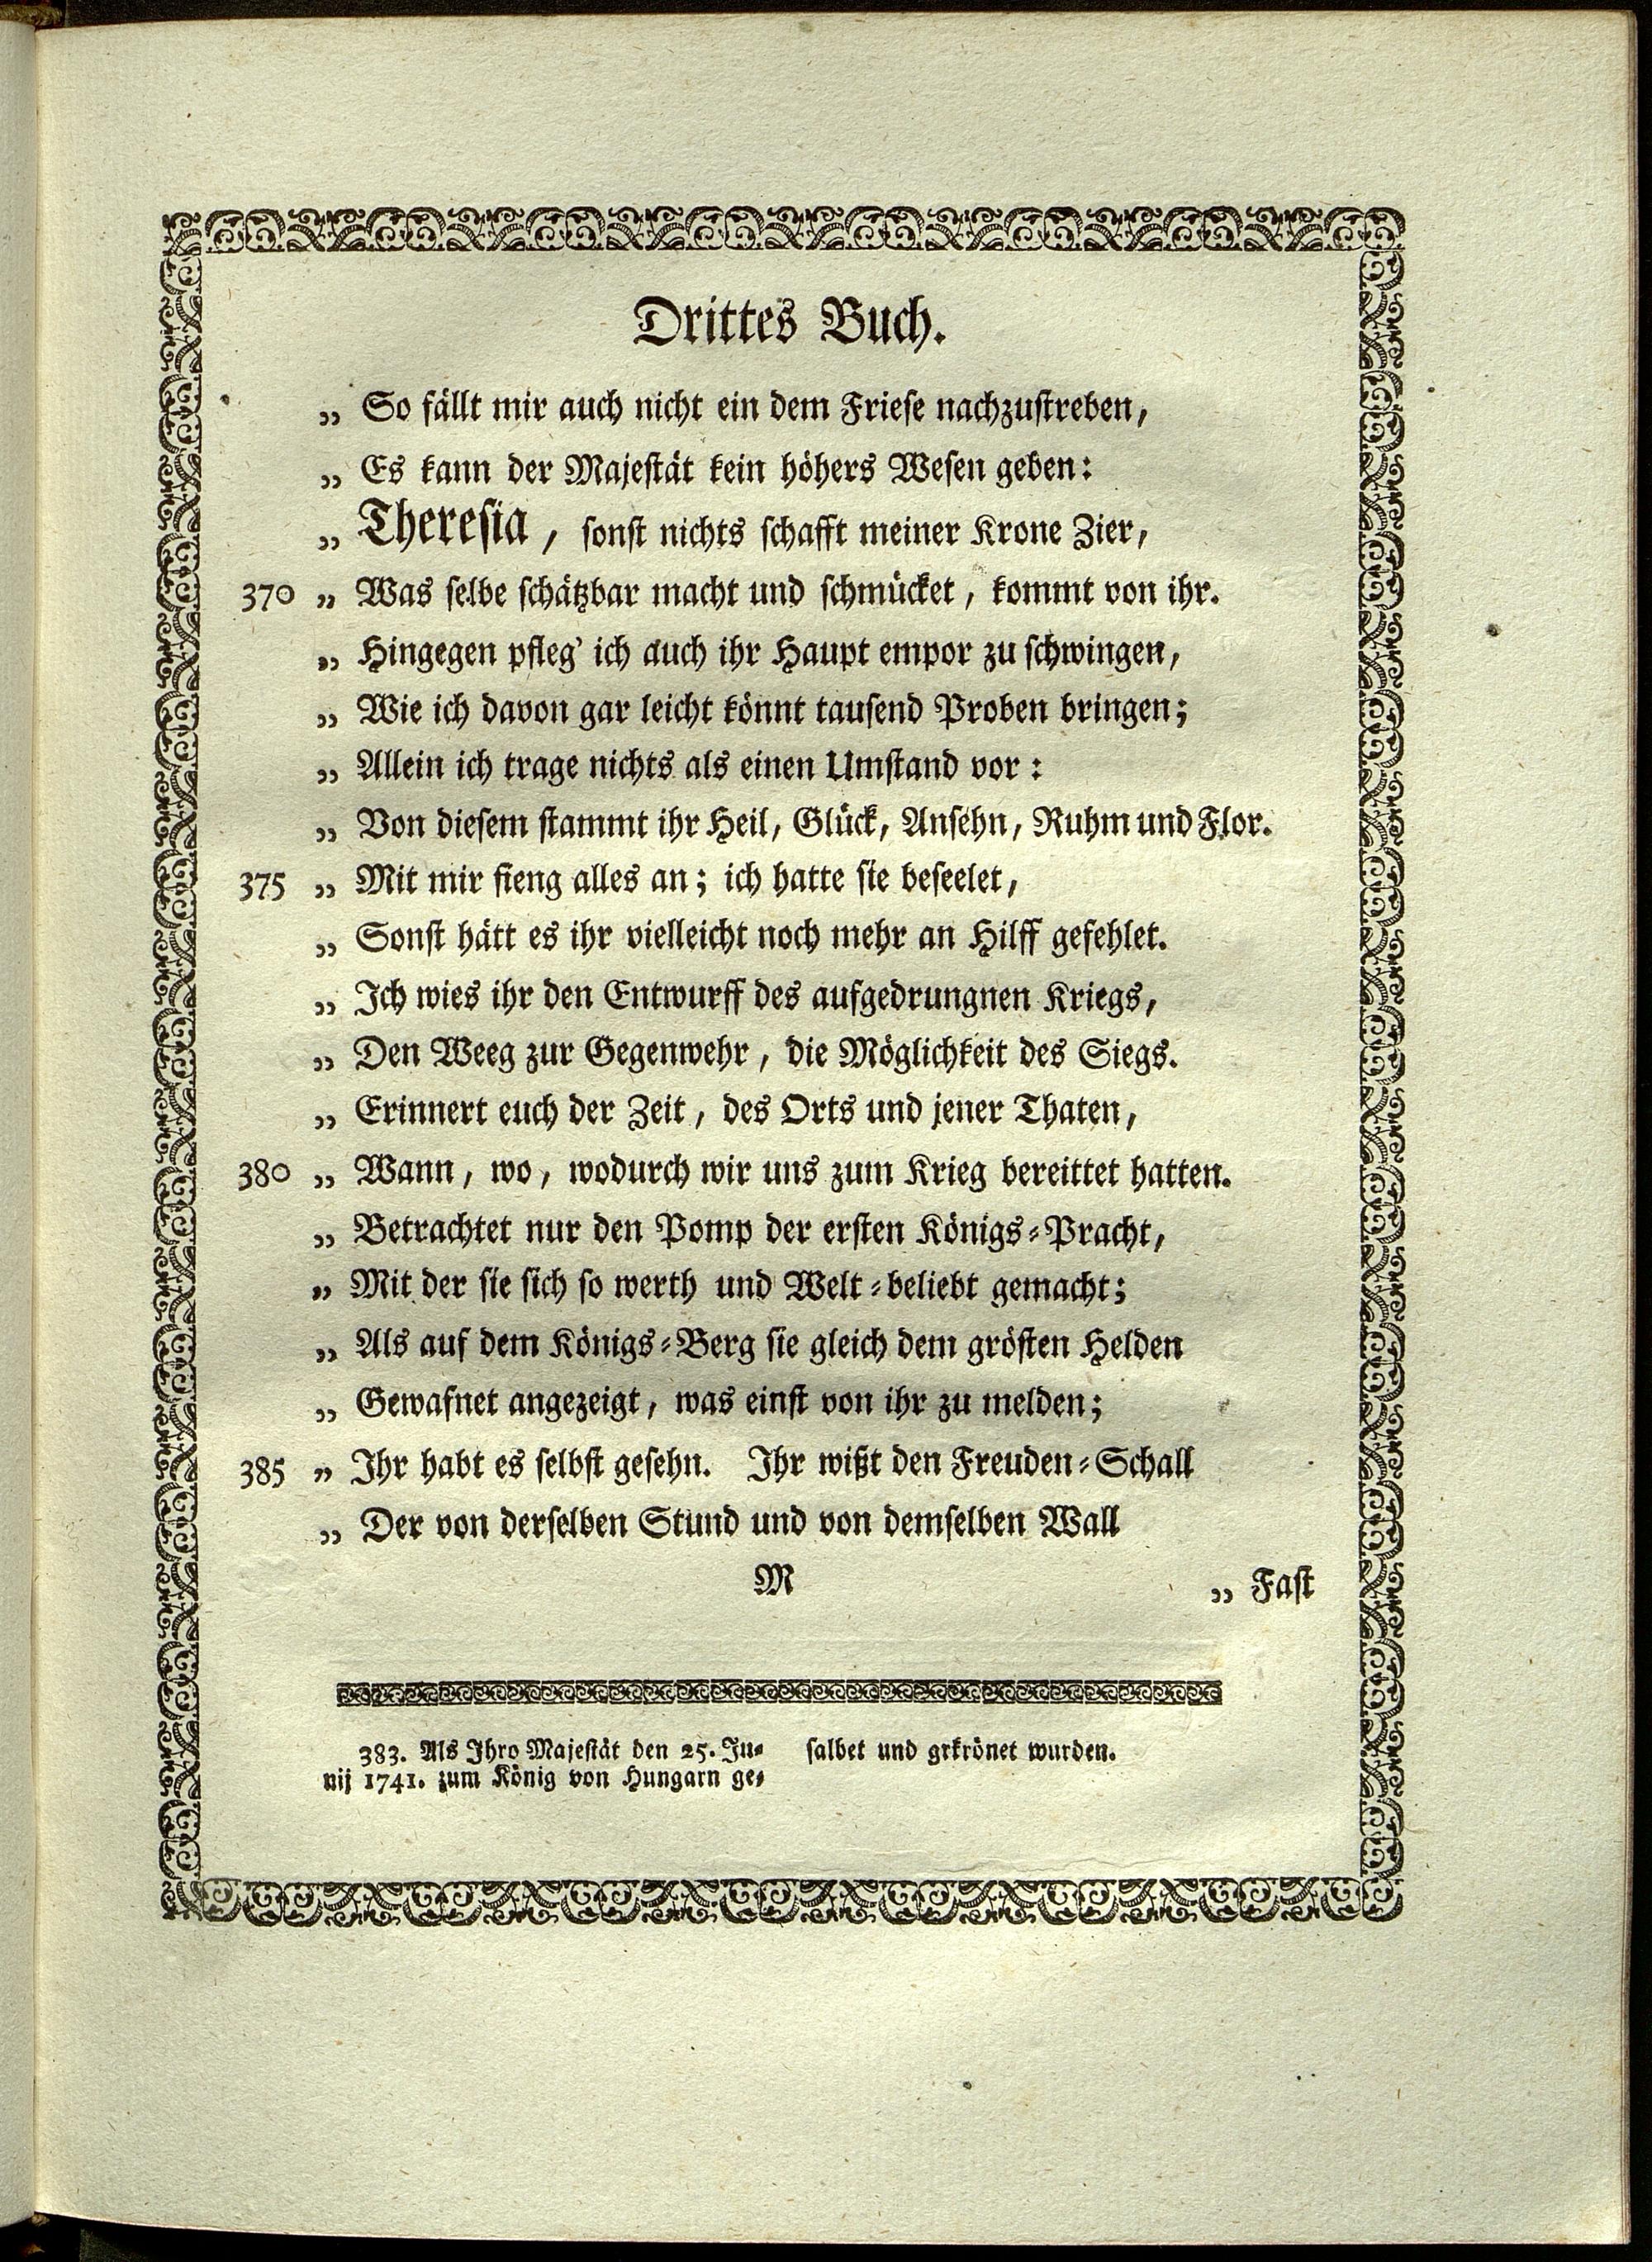 Drittes Buch.
„ So fällt mir auch nicht ein dem Friese nachzustreben,
„ Es kann der Majestät kein höhers Wesen geben:
„ Theresia, sonst nichts schafft meiner Krone Zier,
370 „ Was selbe schätzbar macht und schmücket, kommt von ihr.
„ Hingegen pfleg' ich auch ihr Haupt empor zu schwingen,
„ Wie ich davon gar leicht könnt tausend Proben bringen;
„ Allein ich trage nichts als einen Umstand vor:
„ Von diesem stammt ihr Heil, Glück, Ansehn, Ruhm und Flor.
375 „ Mit mir fieng alles an; ich hatte sie beseelet,
„ Sonst hätt es ihr vielleicht noch mehr an Hilff gefehlet.
„ Ich wies ihr den Entwurff des aufgedrungnen Kriegs,
„ Den Weeg zur Gegenwehr, die Möglichkeit des Siegs.
„ Erinnert euch der Zeit, des Orts und jener Thaten,
380 „ Wann, wo, wodurch wir uns zum Krieg bereittet hatten.
„ Betrachtet nur den Pomp der ersten Königs-Pracht,
„ Mit der sie sich so werth und Welt-beliebt gemacht;
„ Als auf dem Königs-Berg sie gleich dem grösten Helden
„ Gewafnet angezeigt, was einst von ihr zu melden;
385 „ Ihr habt es selbst gesehn. Ihr wißt den Freuden-Schall
„ Der von derselben Stund und von demselben Wall
M
„ Fast
383. Als Ihro Majestät den 25. Ju-
nij 1741. zum König von Hungarn ge-
salbet und grkrönet wurden.